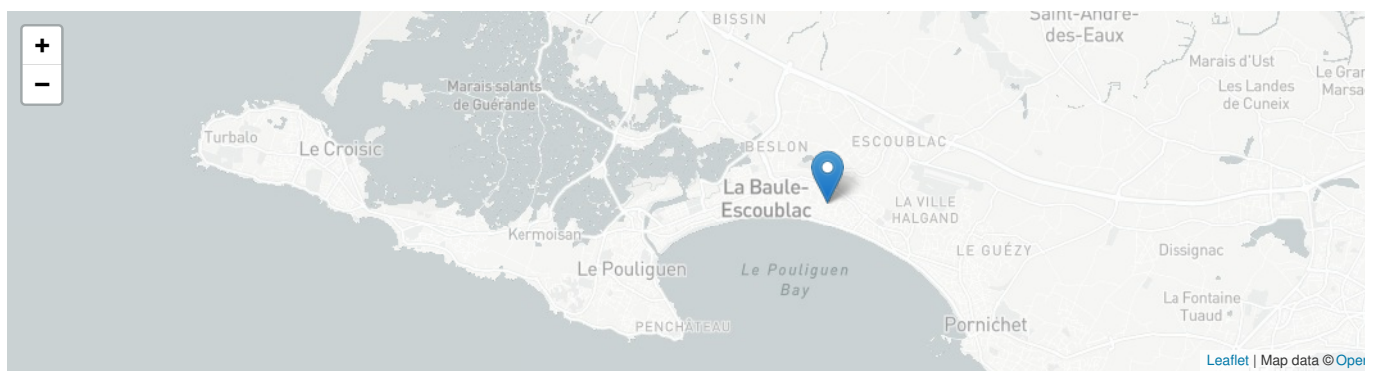 +
−
BISSIN
Saint-André-
des-Eaux
Marais d'Ust
Le Gran
Marsa
Les Landes
de Cuneix
Marais salants
de Guérande
Turbalo
Le Croisic
BESLON
ESCOUBLAC
La Baule-
Escoublac
LA VILLE
HALGAND
Kermoisan
LE GUÉZY
Dissignac
Le Pouliguen
Le Pouliguen
Bay
La Fontaine
Tuaud
PENCHÂTEAU
Pornichet
Leaflet | Map data © Open